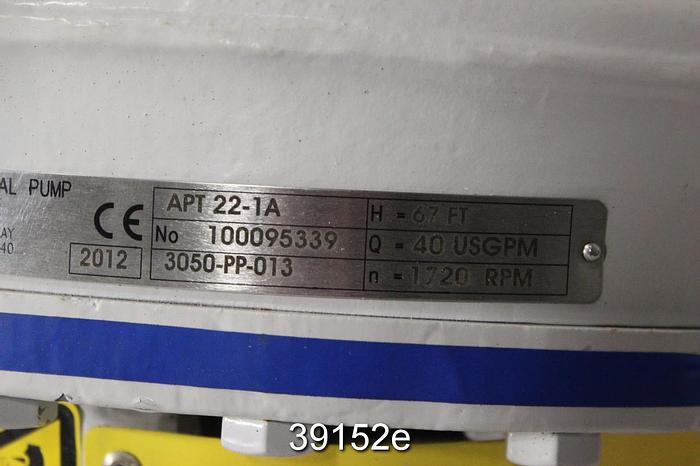 AL PUMP
AY
40
CE
2012
APT 22-1A
No 100095339
3050-PP-013
H = 67 FT
Q = 40 USGPM
n = 1720 RPM
39152e